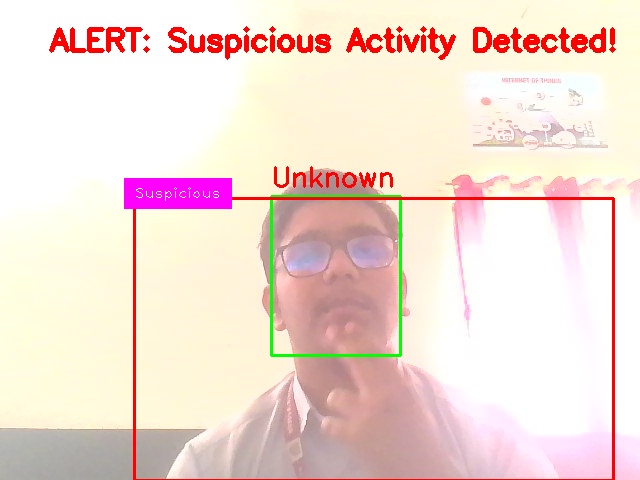 ALERT: Suspicious Activity Detected!
INTERNET OF THINGS
Unknown
Suspicious